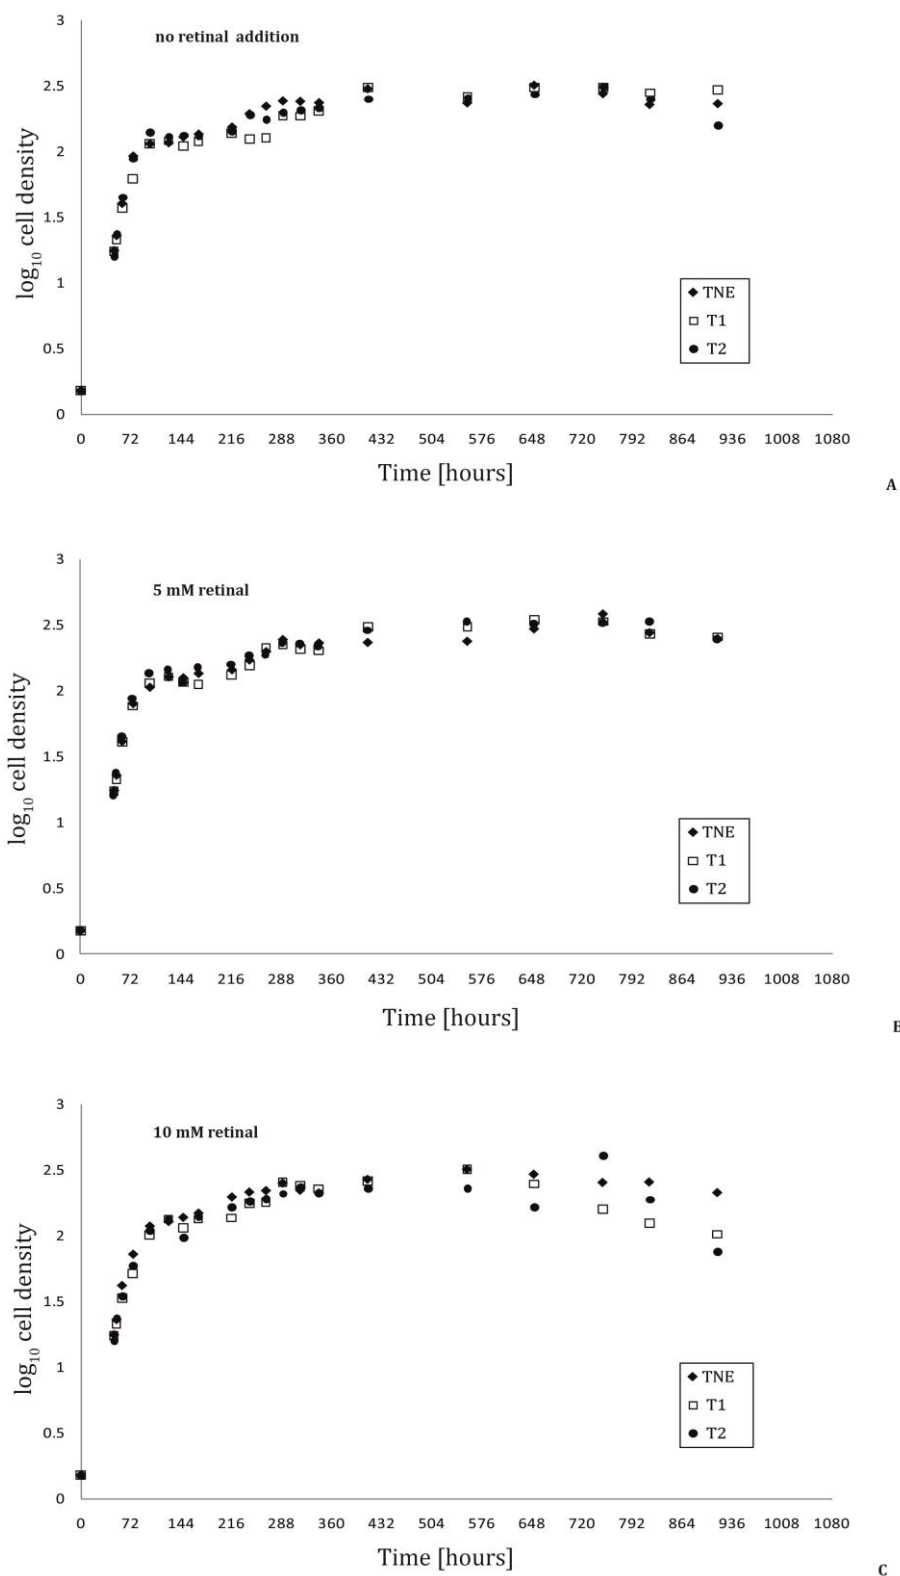 3
no retinal addition
2.5
2
1.5
1
0.5
0
log10 cell density
TNE
T1
T2
0 72 144 216 288 360 432 504 576 648 720 792 864 936 1008 1080
Time [hours]
A
3
5 mM retinal
2.5
2
1.5
1
0.5
0
log10 cell density
TNE
T1
T2
0 72 144 216 288 360 432 504 576 648 720 792 864 936 1008 1080
Time [hours]
B
3
10 mM retinal
2.5
2
1.5
1
0.5
0
log10 cell density
TNE
T1
T2
0 72 144 216 288 360 432 504 576 648 720 792 864 936 1008 1080
Time [hours]
C